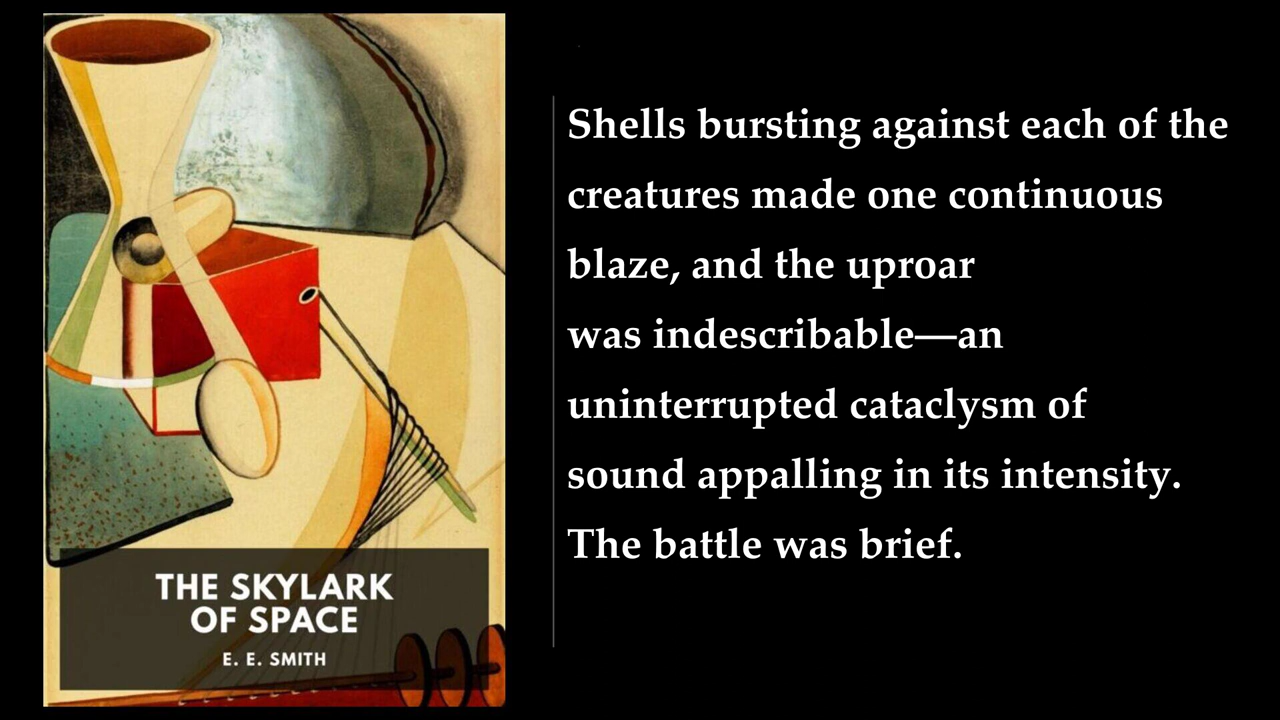 THE SKYLARK
OF SPACE
E. E. SMITH
Shells bursting against each of the
creatures made one continuous
blaze, and the uproar
was indescribable—an
uninterrupted cataclysm of
sound appalling in its intensity.
The battle was brief.